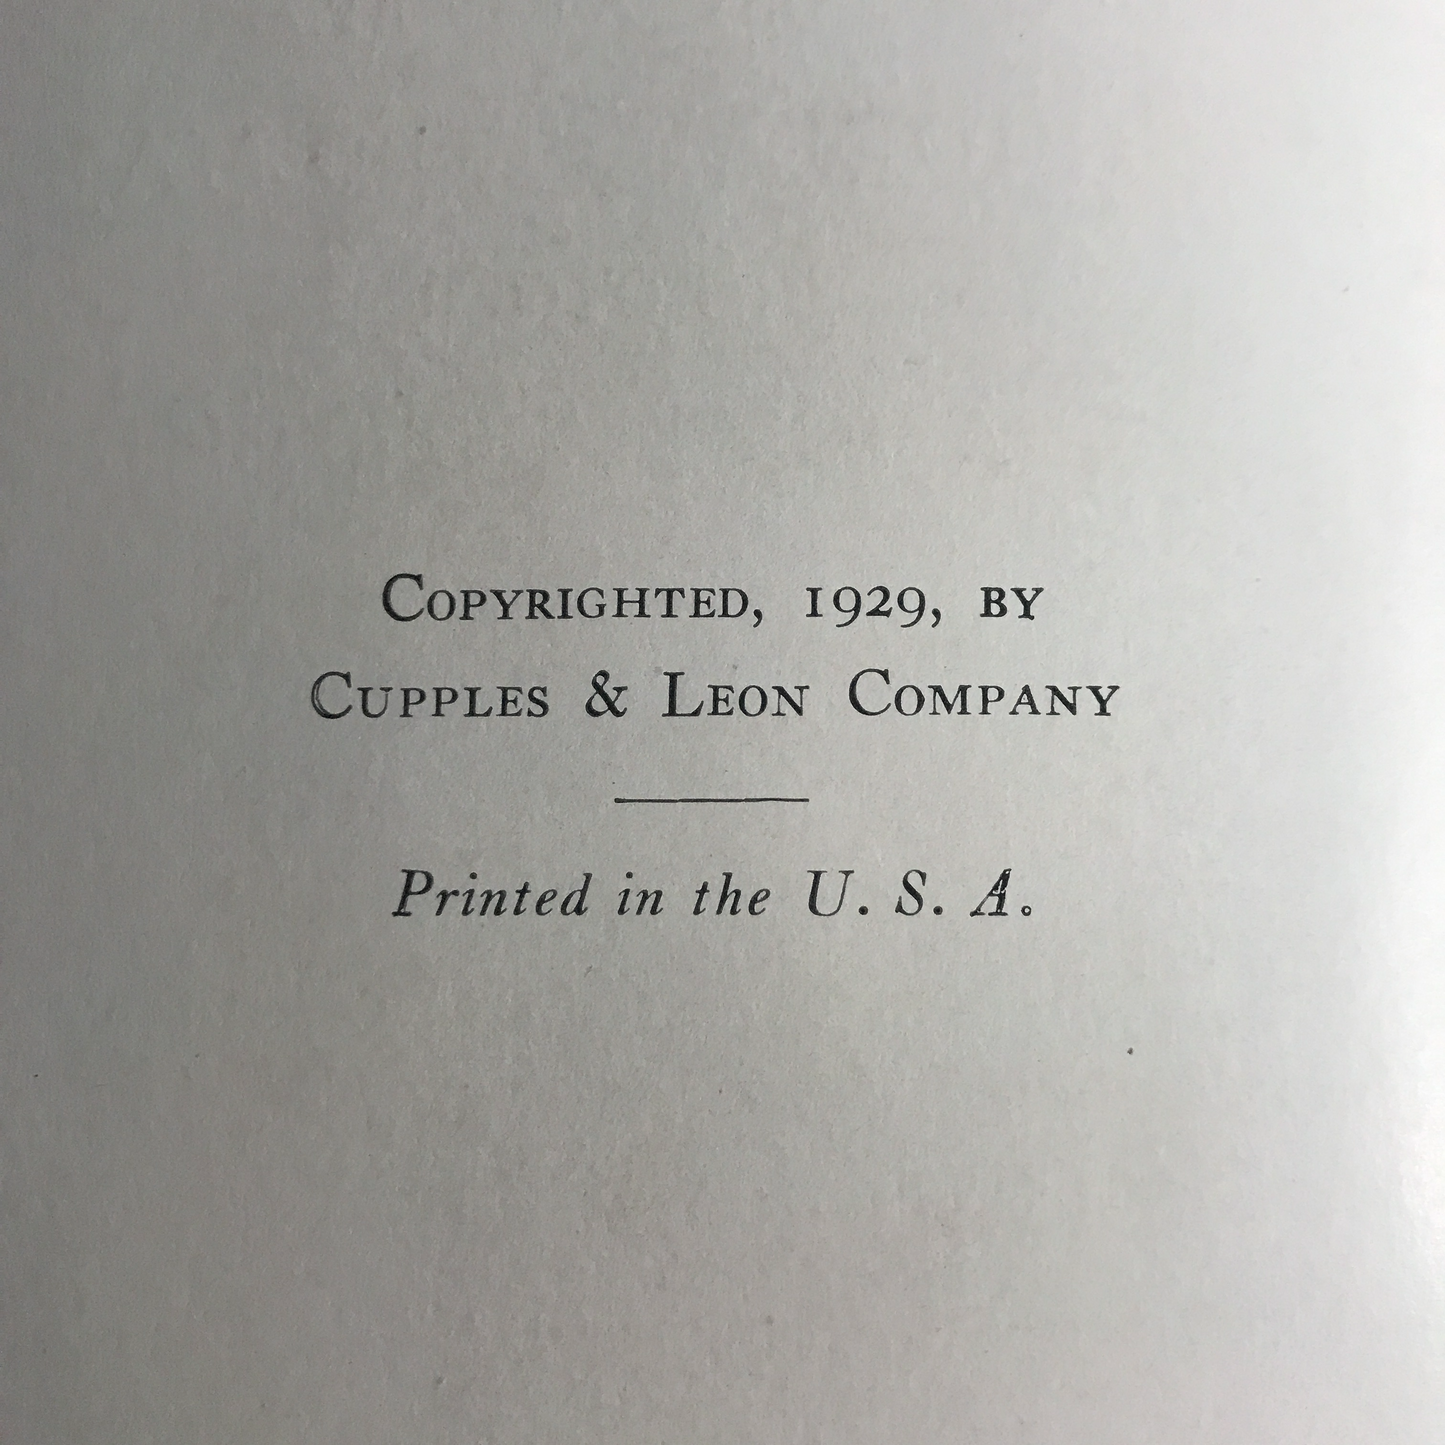 Copyrighted, 1929, by
Cupples & Leon Company
Printed in the U. S. A.